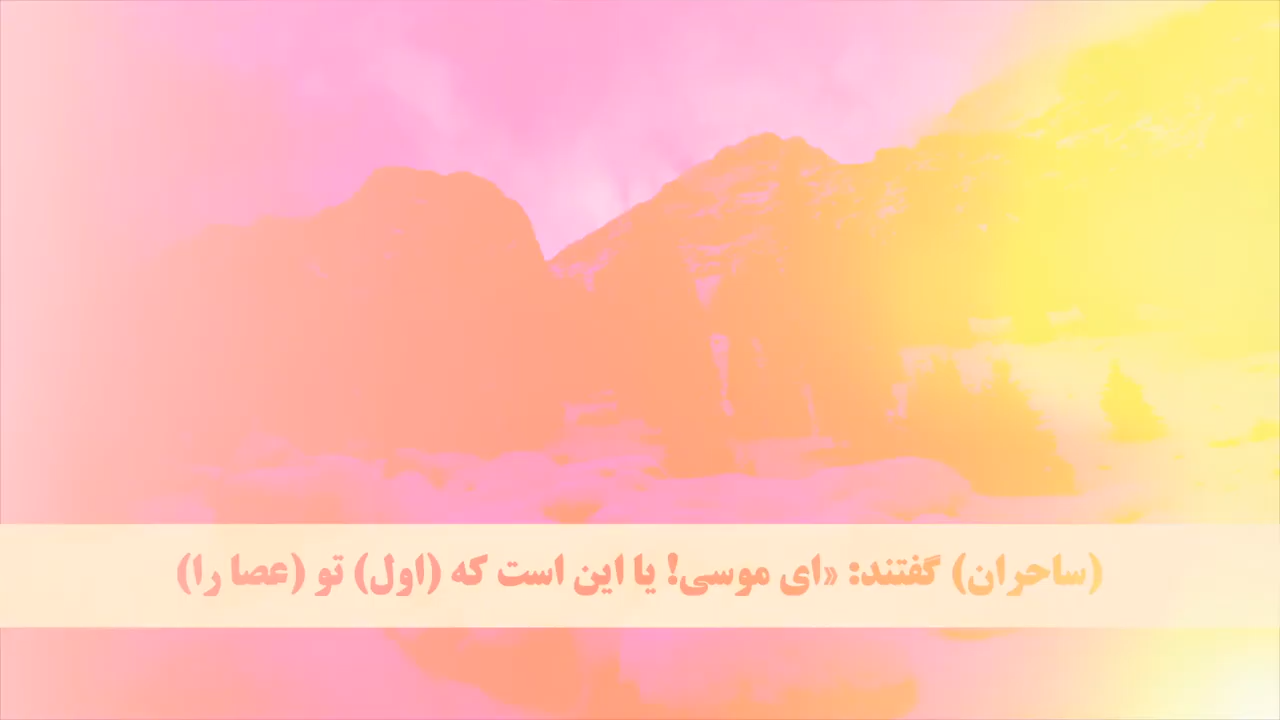 (ساحران) گفتند: «ای موسی! یا این است که (اول) تو (عصا را)